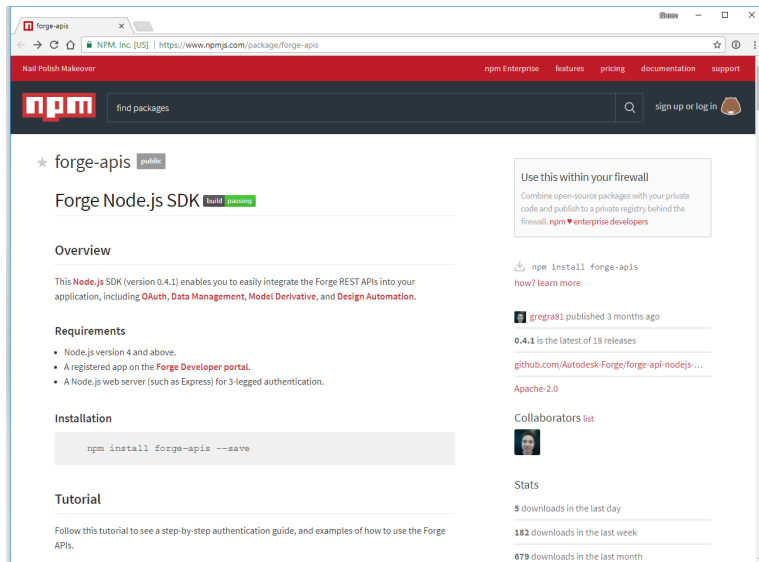 forge-apis
NPM, Inc. [US] | https://www.npmjs.com/package/forge-apis
Nail Polish Makeover
npm Enterprise features pricing documentation support
npm
find packages
sign up or log in
forge-apis public
Forge Node.js SDK build passing
Overview
This Node.js SDK (version 0.4.1) enables you to easily integrate the Forge REST APIs into your
application, including OAuth, Data Management, Model Derivative, and Design Automation.
Requirements
Node.js version 4 and above.
A registered app on the Forge Developer portal.
A Node.js web server (such as Express) for 3-legged authentication.
Installation
npm install forge-apis --save
Tutorial
Follow this tutorial to see a step-by-step authentication guide, and examples of how to use the Forge
APIs.
Use this within your firewall
Combine open-source packages with your private
code and publish to a private registry behind the
firewall. npm ♥ enterprise developers
npm install forge-apis
how? learn more
gregra81 published 3 months ago
0.4.1 is the latest of 18 releases
github.com/Autodesk-Forge/forge-api-nodejs-...
Apache-2.0
Collaborators list
Stats
5 downloads in the last day
182 downloads in the last week
679 downloads in the last month